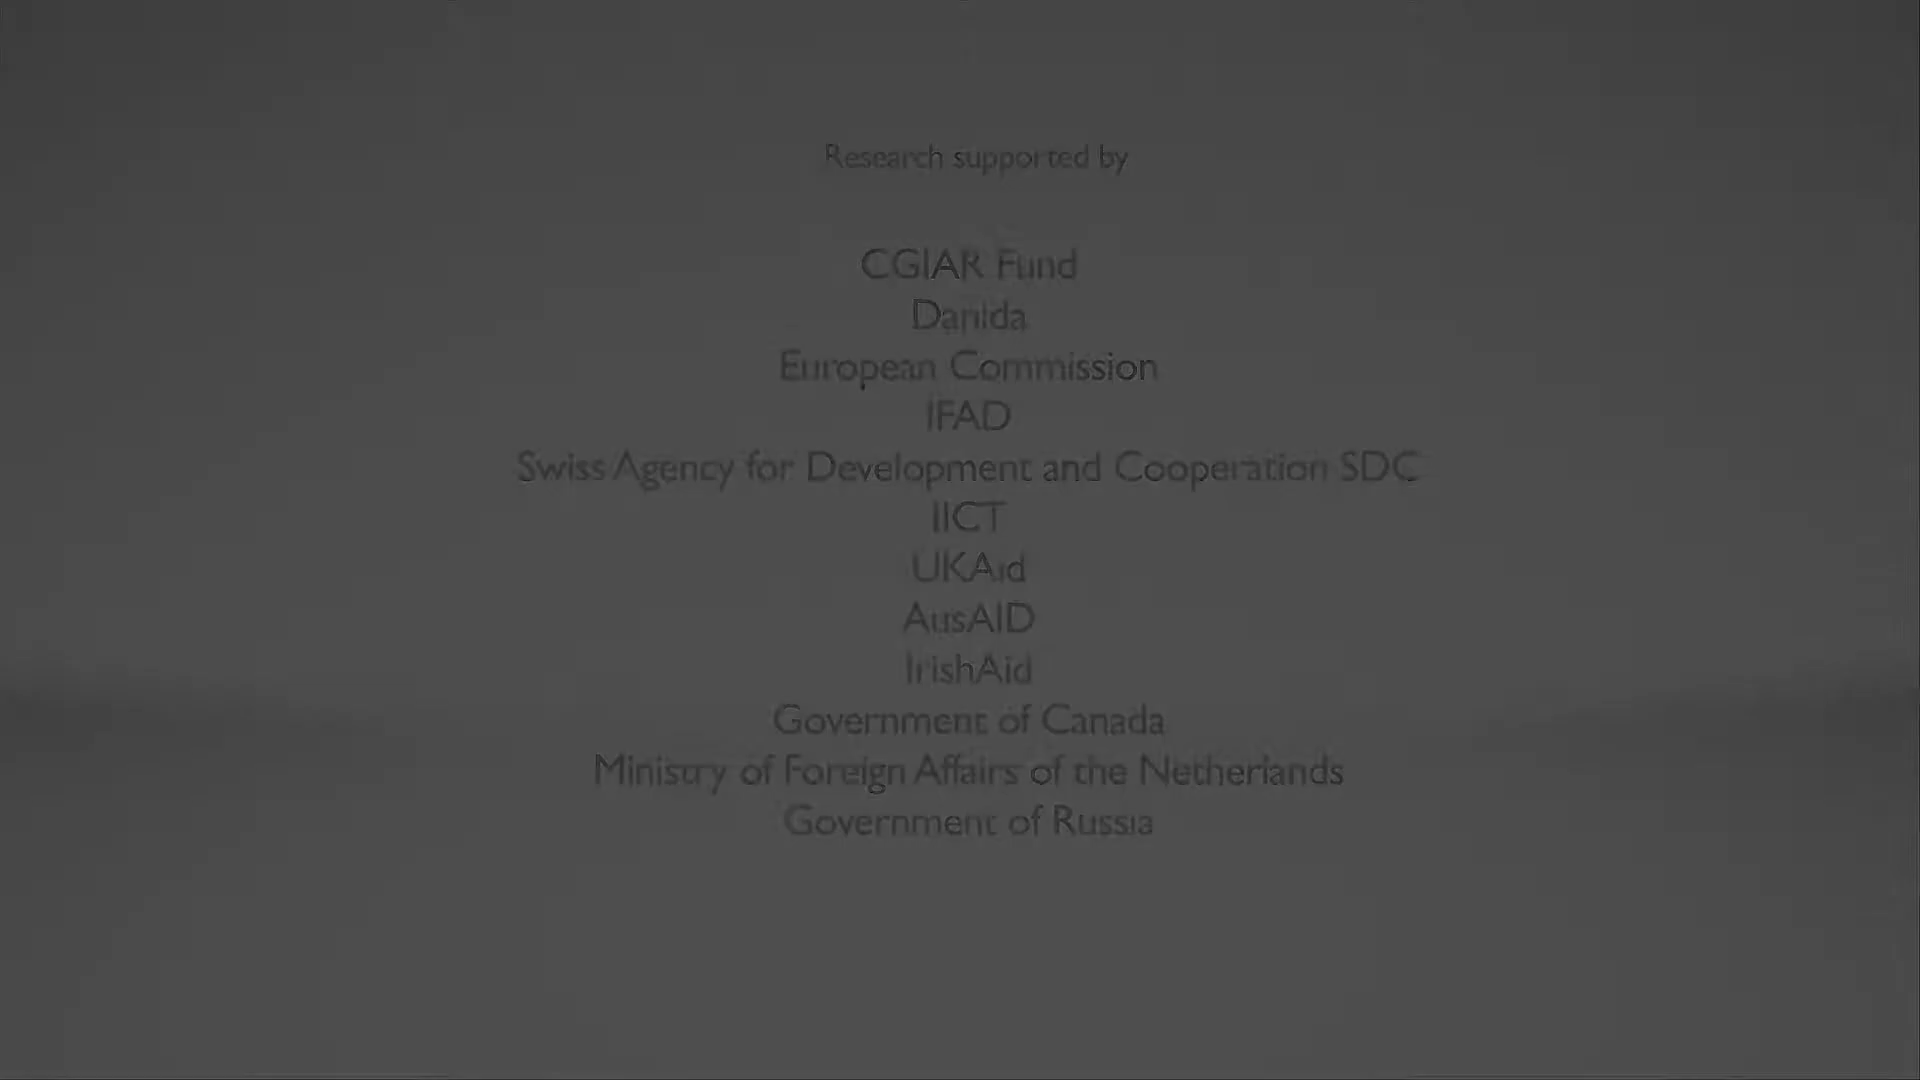 Research supported by
CGIAR Fund
Danida
European Commission
IFAD
Swiss Agency for Development and Cooperation SDC
IICT
UKAid
AusAID
IrishAid
Government of Canada
Ministry of Foreign Affairs of the Netherlands
Government of Russia